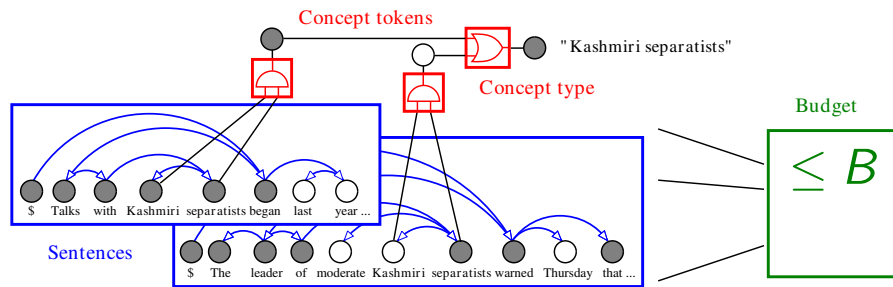 Concept tokens
"Kashmiri separatists"
Concept type
Budget
≤ B
$ Talks with Kashmiri separatists began last year ...
Sentences
$ The leader of moderate Kashmiri separatists warned Thursday that ...